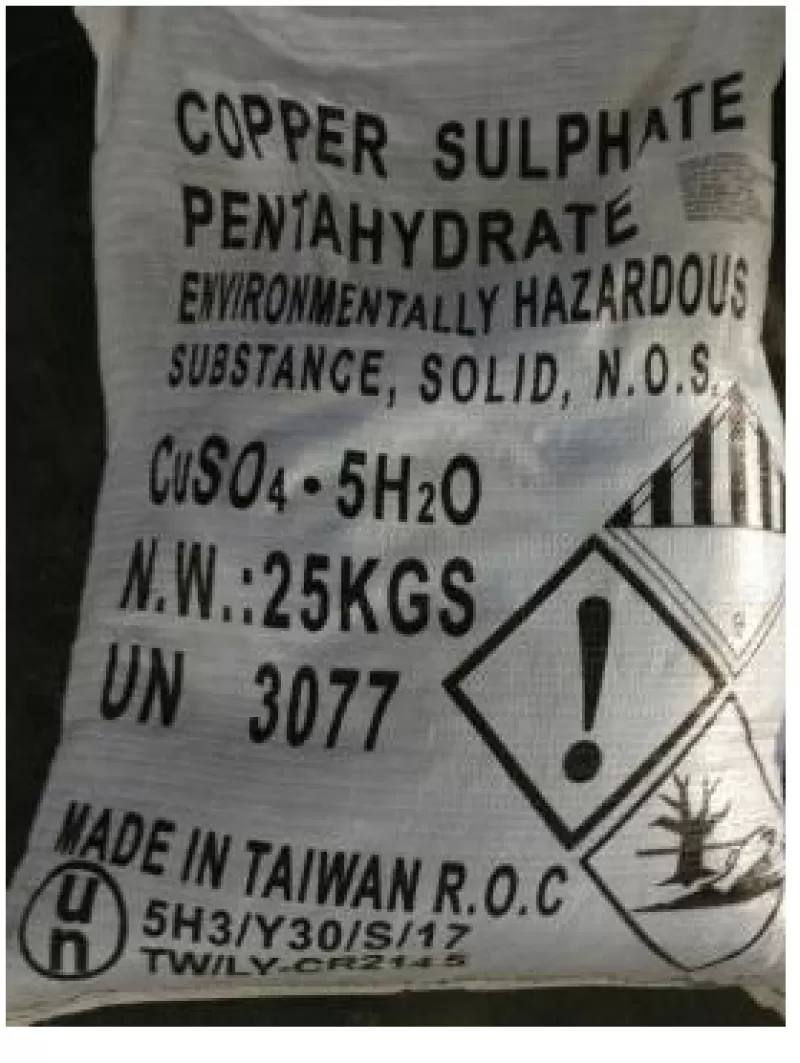 COPPER SULPHATE
PENTAHYDRATE
ENVIRONMENTALLY HAZARDOUS
SUBSTANCE, SOLID, N.O.S.
CuSO₄•5H₂O
N.W.:25KGS
UN 3077
MADE IN TAIWAN R.O.C
un
5H3/Y30/S/17
TW/LY-CR2145